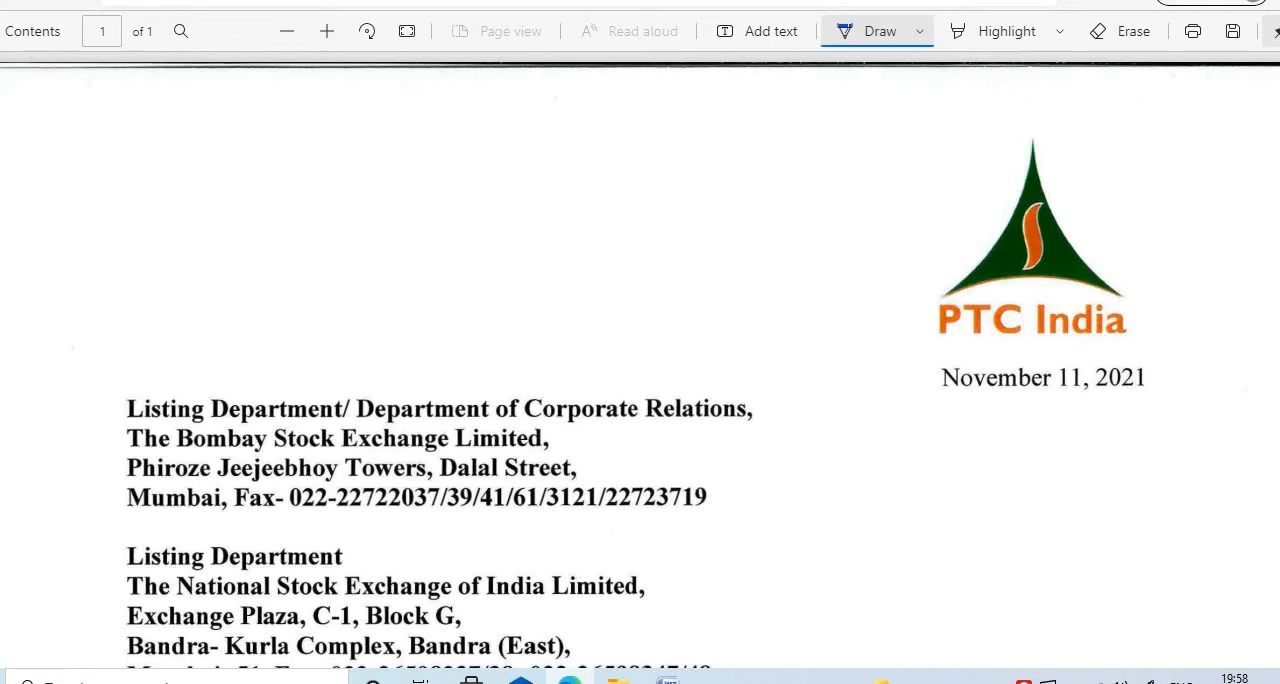 Contents 1 of 1 Page view Read aloud Add text Draw Highlight Erase
PTC India
November 11, 2021
Listing Department/ Department of Corporate Relations,
The Bombay Stock Exchange Limited,
Phiroze Jeejeebhoy Towers, Dalal Street,
Mumbai, Fax- 022-22722037/39/41/61/3121/22723719
Listing Department
The National Stock Exchange of India Limited,
Exchange Plaza, C-1, Block G,
Bandra- Kurla Complex, Bandra (East),
19:58